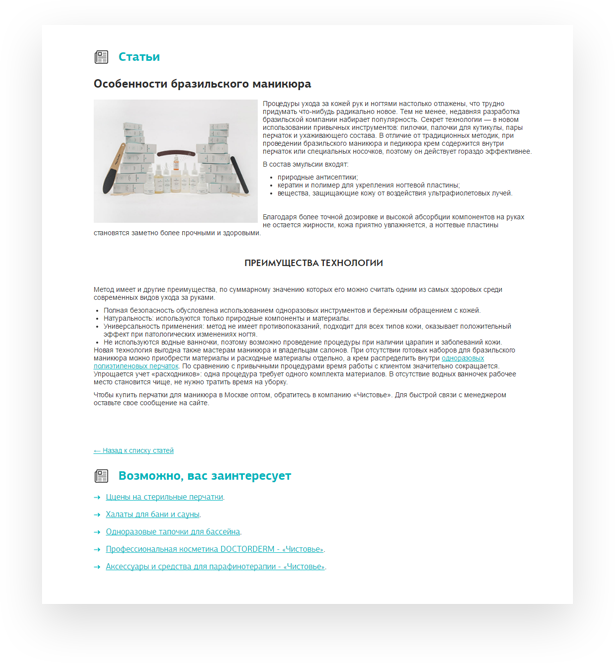 Статьи
Особенности бразильского маникюра
Процедуры ухода за кожей рук и ногтями настолько отлажены, что трудно
придумать что-нибудь радикально новое. Тем не менее, недавняя разработка
бразильской компании набирает популярность. Секрет технологии — в новом
использовании привычных инструментов: пилочки, палочки для кутикулы, пары
перчаток и ухаживающего состава. В отличие от традиционных методик, при
проведении бразильского маникюра и педикюра крем содержится внутри
перчаток или специальных носочков, поэтому он действует гораздо эффективнее.
В состав эмульсии входят:
• природные антисептики;
• кератин и полимер для укрепления ногтевой пластины;
• вещества, защищающие кожу от воздействия ультрафиолетовых лучей.
Благодаря более точной дозировке и высокой абсорбции компонентов на руках
не остается жирности, кожа приятно увлажняется, а ногтевые пластины
становятся заметно более прочными и здоровыми.
ПРЕИМУЩЕСТВА ТЕХНОЛОГИИ
Метод имеет и другие преимущества, по суммарному значению которых его можно считать одним из самых здоровых среди
современных видов ухода за руками.
• Полная безопасность обусловлена использованием одноразовых инструментов и бережным обращением с кожей.
• Натуральность: используются только природные компоненты и материалы.
• Универсальность применения: метод не имеет противопоказаний, подходит для всех типов кожи, оказывает положительный
эффект при патологических изменениях ногтя.
• Не используются водные ванночки, поэтому возможно проведение процедуры при наличии царапин и заболеваний кожи.
Новая технология выгодна также мастерам маникюра и владельцам салонов. При отсутствии готовых наборов для бразильского
маникюра можно приобрести материалы и расходные материалы отдельно, а крем распределить внутри одноразовых
полиэтиленовых перчаток. По сравнению с привычными процедурами время работы с клиентом значительно сокращается.
Упрощается учет «расходников»: одна процедура требует одного комплекта материалов. В отсутствие водных ванночек рабочее
место становится чище, не нужно тратить время на уборку.
Чтобы купить перчатки для маникюра в Москве оптом, обратитесь в компанию «Чистовье». Для быстрой связи с менеджером
оставьте свое сообщение на сайте.
← Назад к списку статей
Возможно, вас заинтересует
→ Ццены на стерильные перчатки.
→ Халаты для бани и сауны.
→ Одноразовые тапочки для бассейна.
→ Профессиональная косметика DOCTORDERM - «Чистовье».
→ Аксессуары и средства для парафинотерапии - «Чистовье».